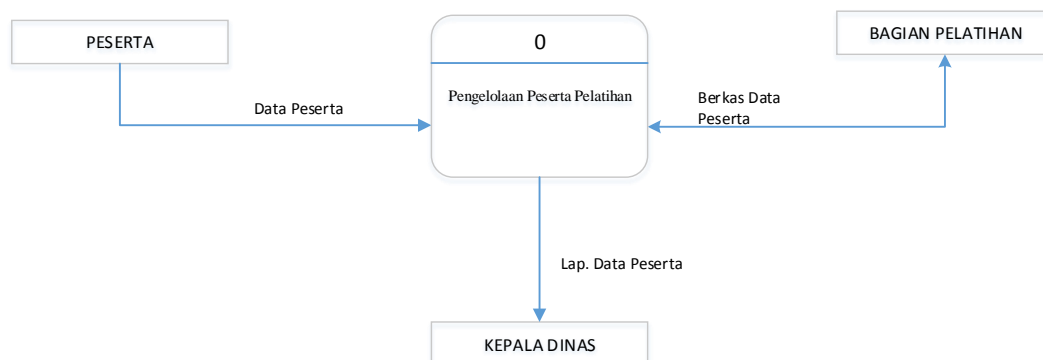 PESERTA
0
BAGIAN PELATIHAN
Pengelolaan Peserta Pelatihan
Data Peserta
Berkas Data
Peserta
Lap. Data Peserta
KEPALA DINAS